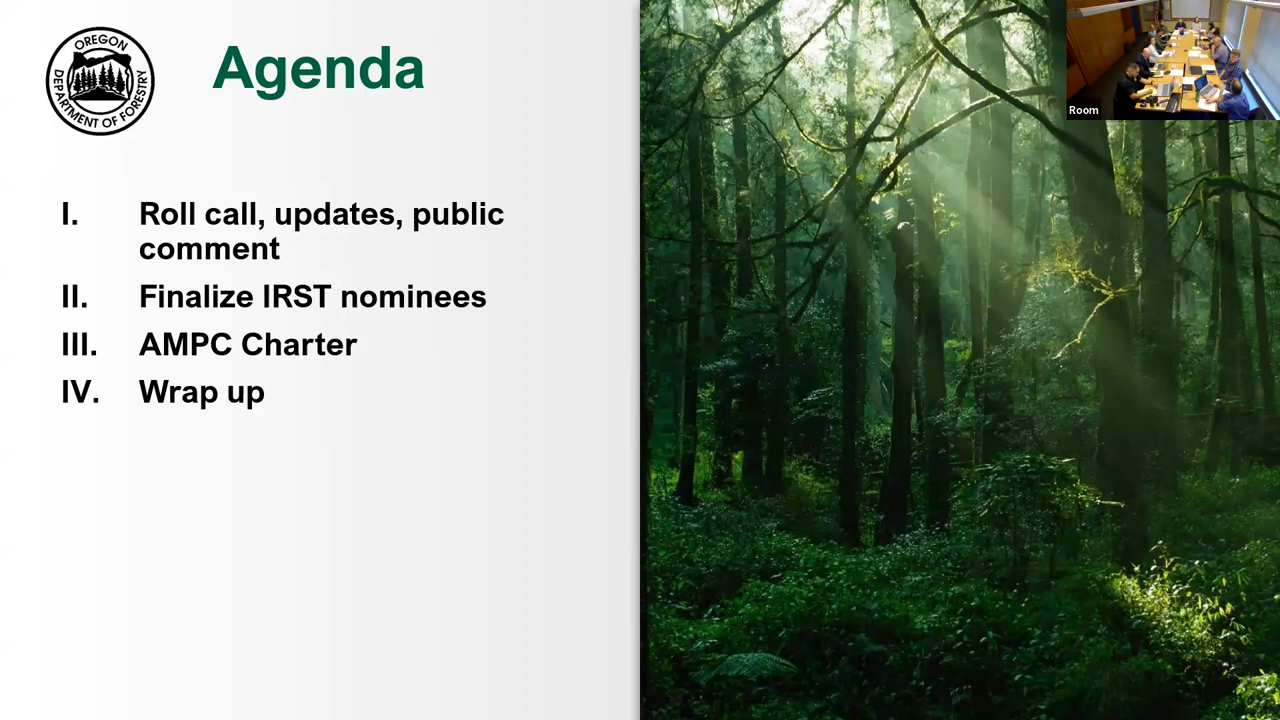 OREGON
DEPARTMENT OF FORESTRY
Agenda
I. Roll call, updates, public
comment
II. Finalize IRST nominees
III. AMPC Charter
IV. Wrap up
Room